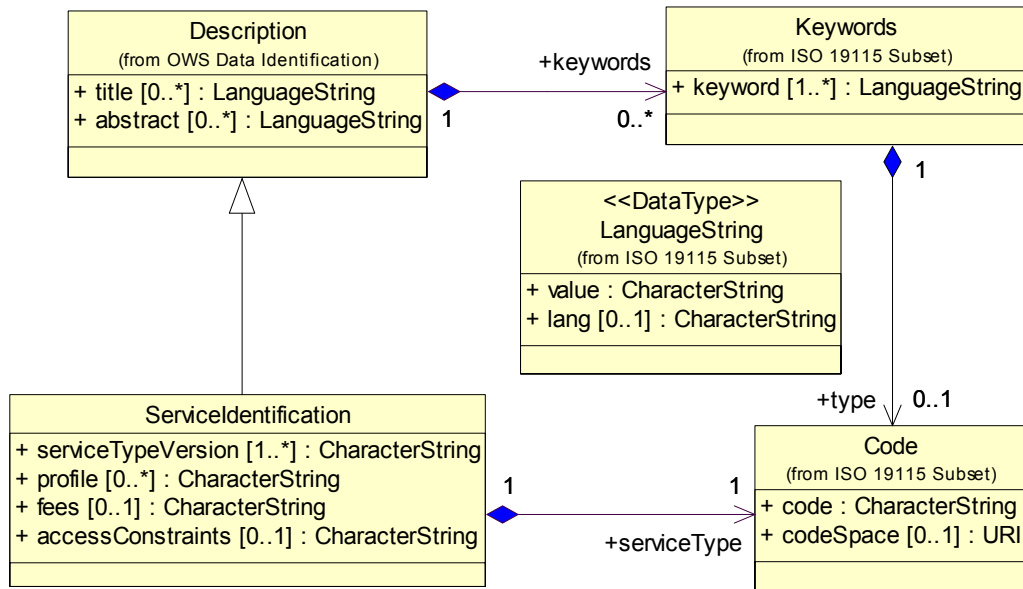 Description
(from OWS Data Identification)
+ title [0..*] : LanguageString
+ abstract [0..*] : LanguageString
+keywords
1
0..*
Keywords
(from ISO 19115 Subset)
+ keyword [1..*] : LanguageString
1
<<DataType>>
LanguageString
(from ISO 19115 Subset)
+ value : CharacterString
+ lang [0..1] : CharacterString
+type
0..1
ServiceIdentification
+ serviceTypeVersion [1..*] : CharacterString
+ profile [0..*] : CharacterString
+ fees [0..1] : CharacterString
+ accessConstraints [0..1] : CharacterString
1
1
+serviceType
Code
(from ISO 19115 Subset)
+ code : CharacterString
+ codeSpace [0..1] : URI